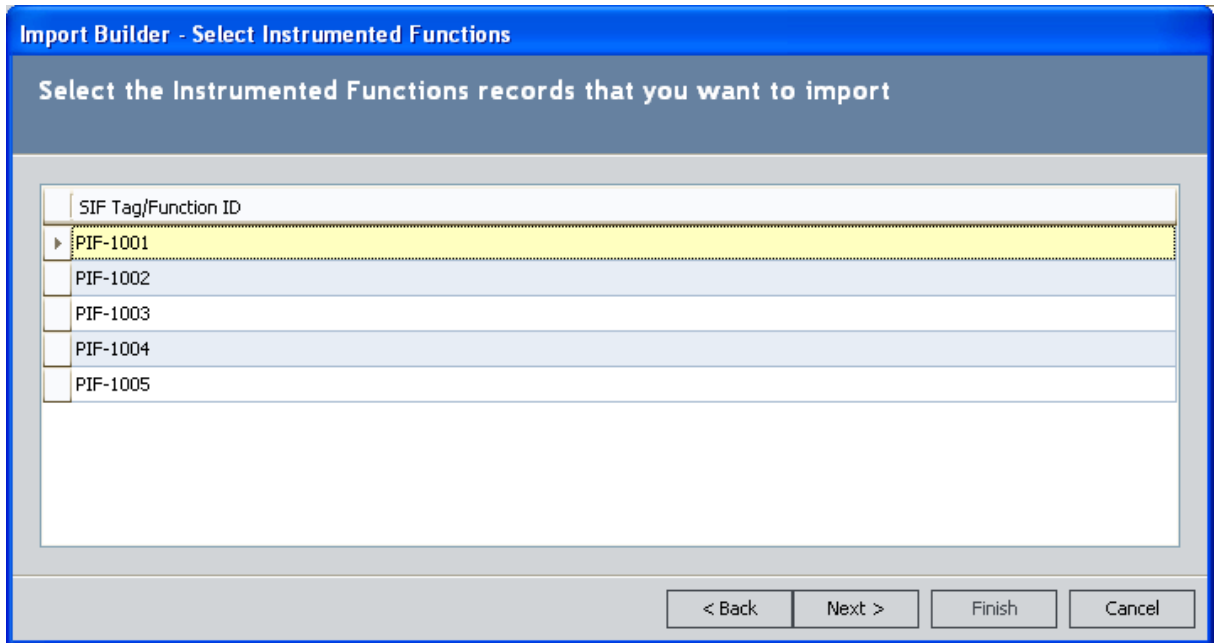 Import Builder - Select Instrumented Functions
Select the Instrumented Functions records that you want to import
SIF Tag/Function ID
PIF-1001
PIF-1002
PIF-1003
PIF-1004
PIF-1005
< Back Next > Finish Cancel